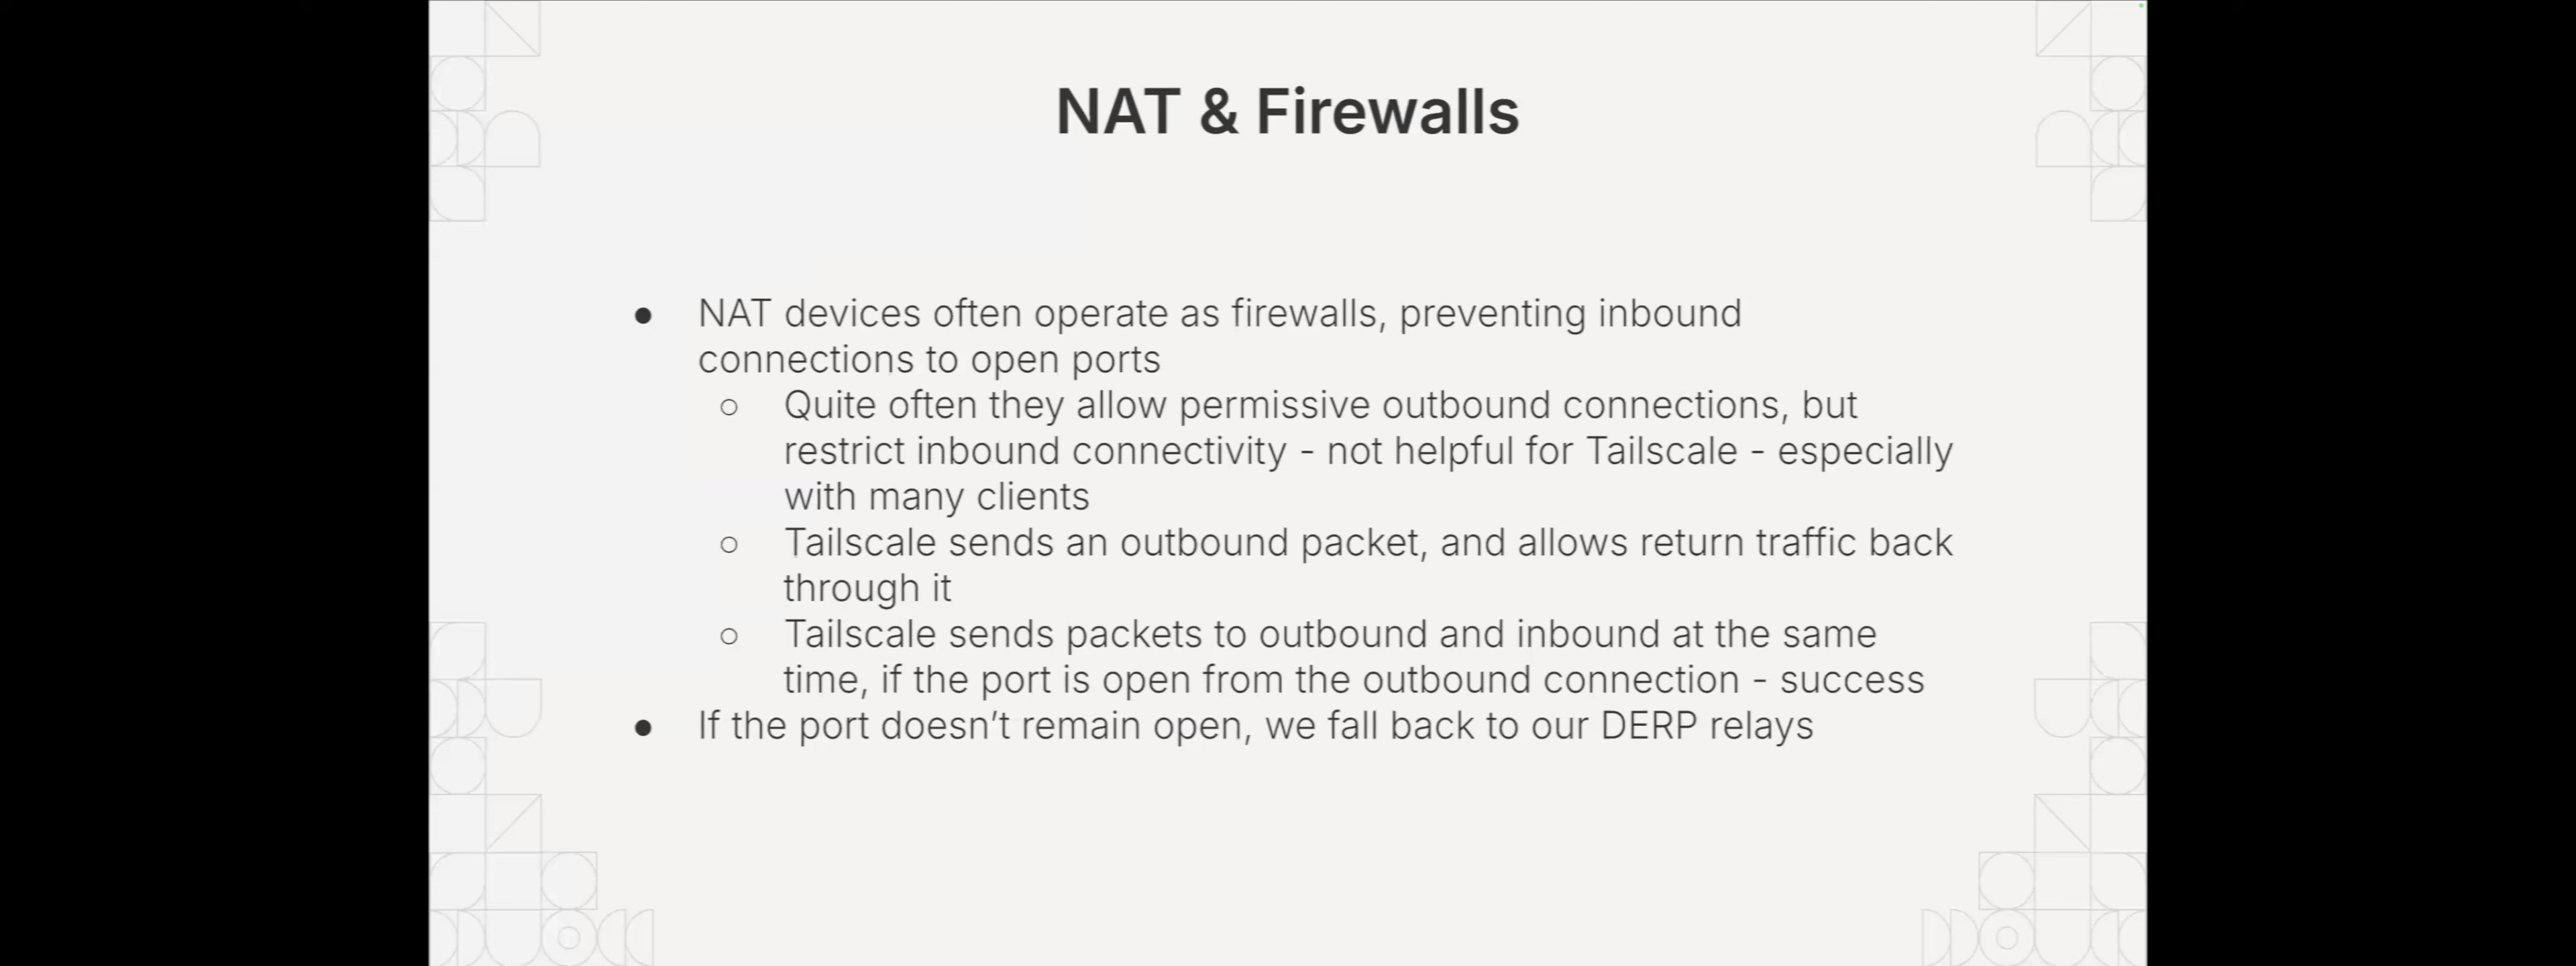 NAT & Firewalls
● NAT devices often operate as firewalls, preventing inbound
connections to open ports
○ Quite often they allow permissive outbound connections, but
restrict inbound connectivity - not helpful for Tailscale - especially
with many clients
○ Tailscale sends an outbound packet, and allows return traffic back
through it
○ Tailscale sends packets to outbound and inbound at the same
time, if the port is open from the outbound connection - success
● If the port doesn’t remain open, we fall back to our DERP relays